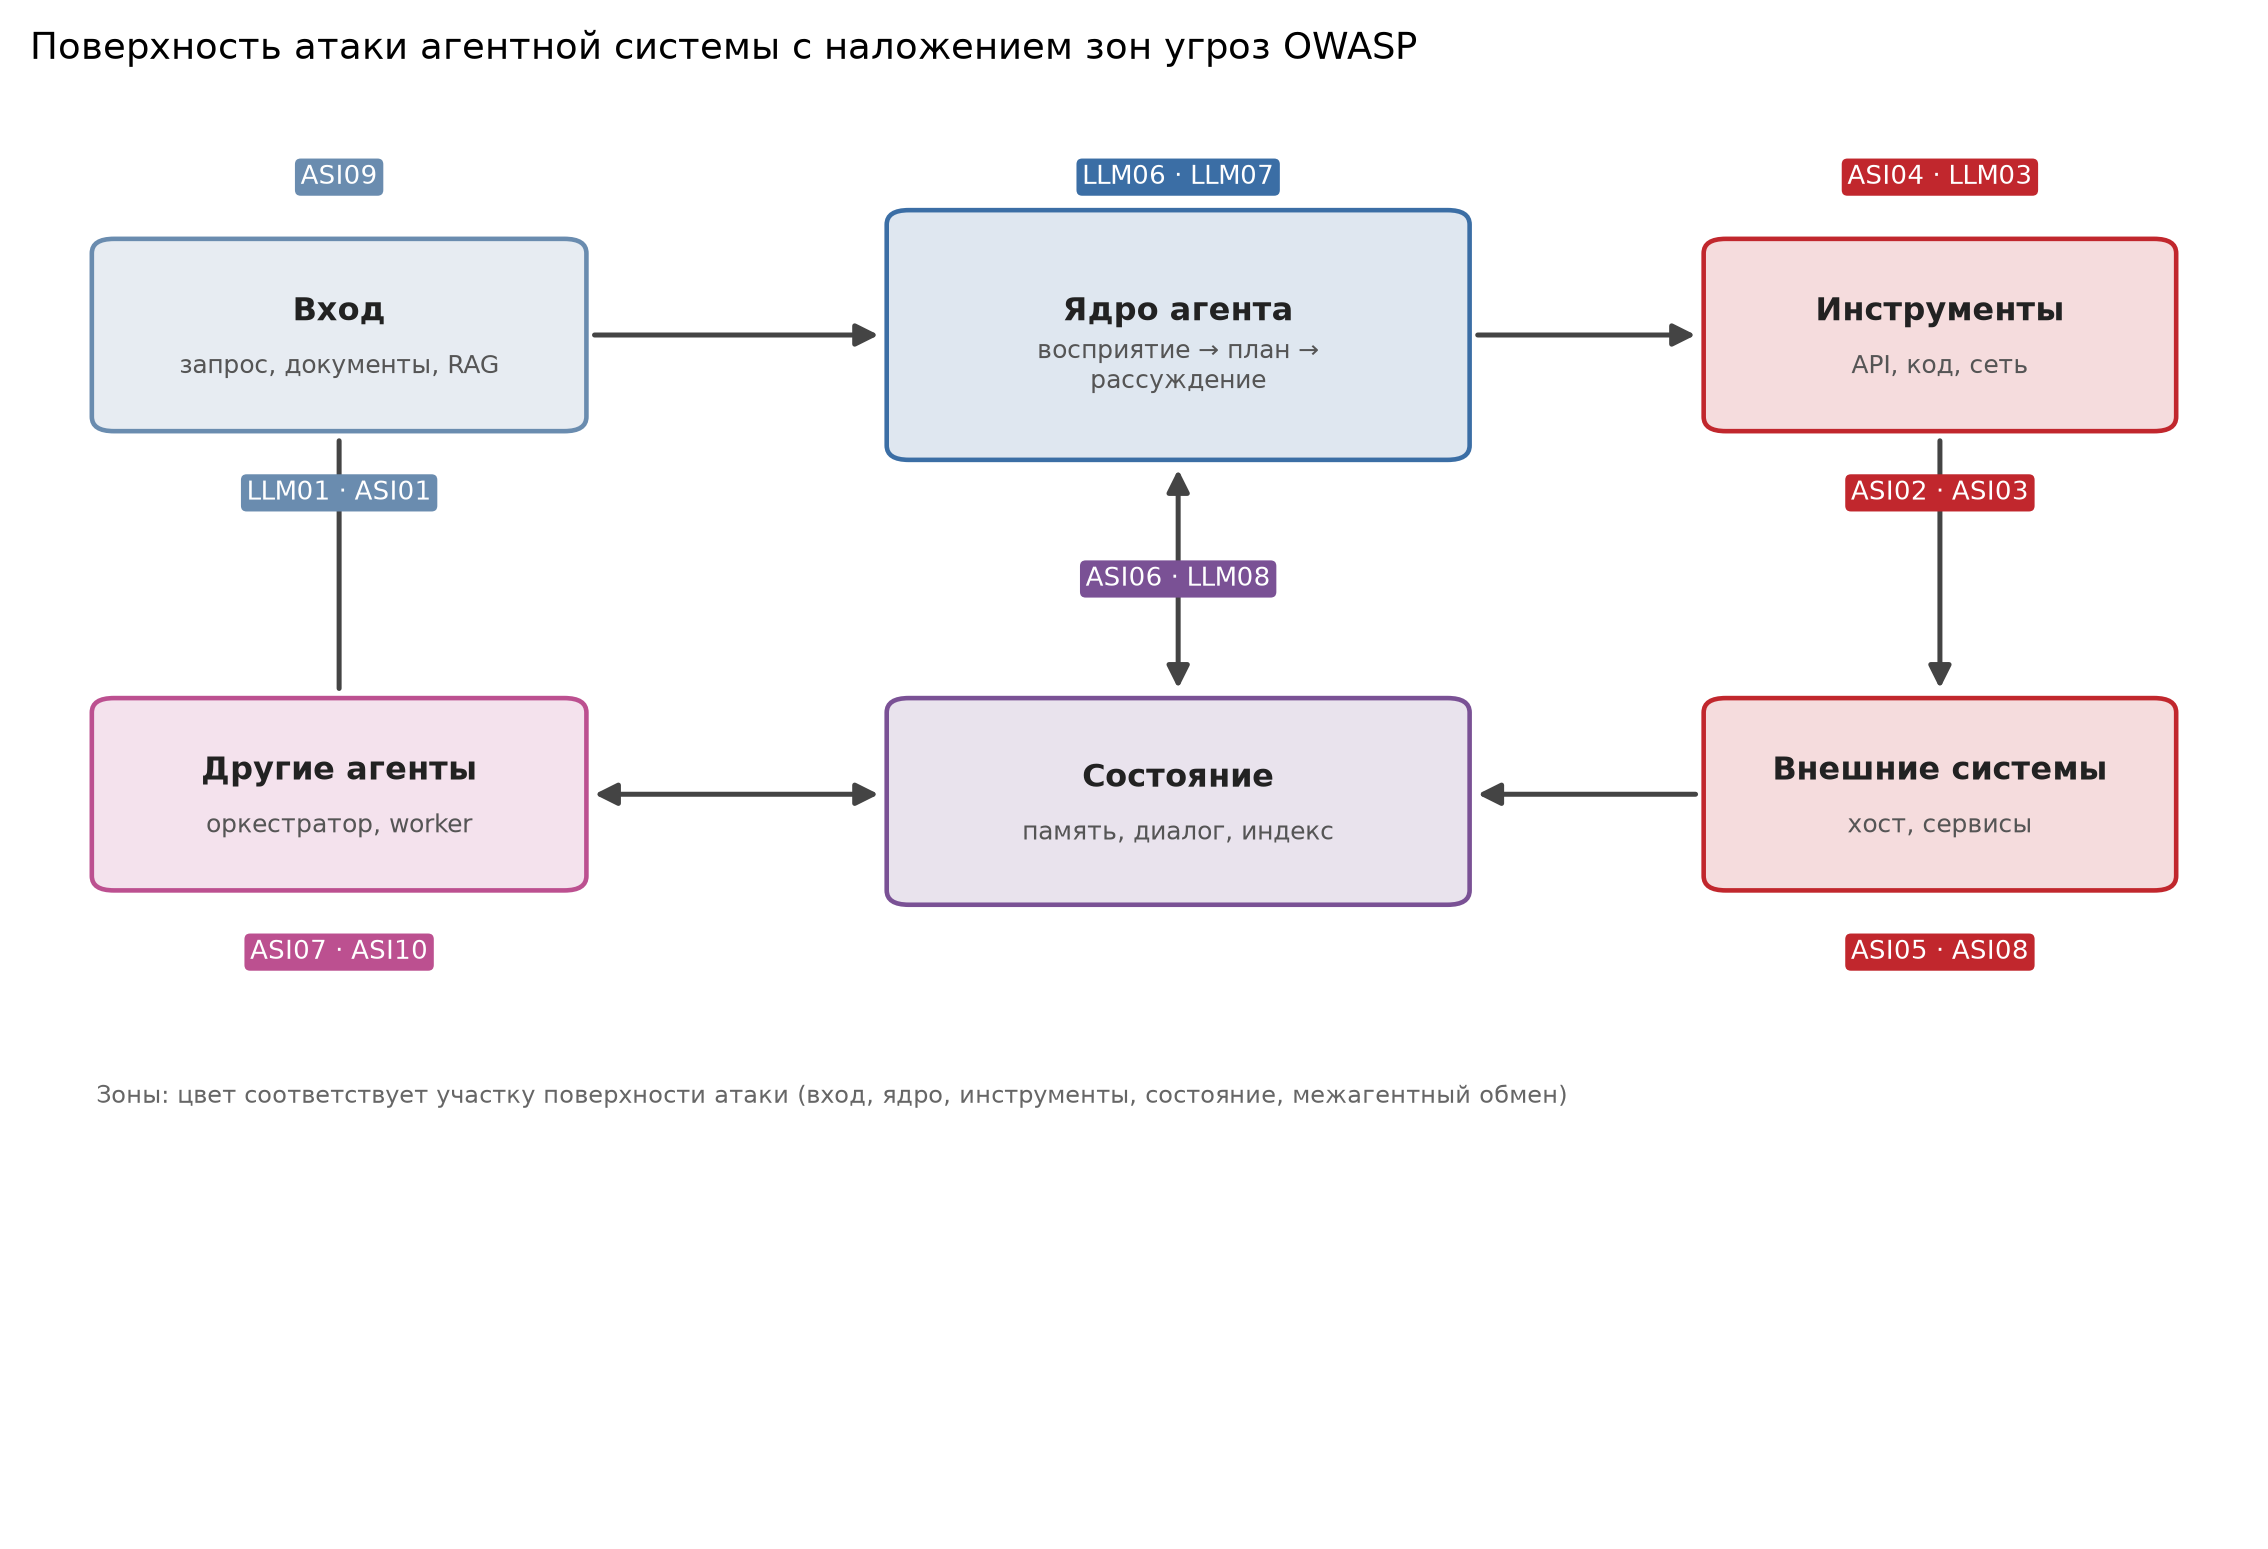 Поверхность атаки агентной системы с наложением зон угроз OWASP
ASI09
LLM06 · LLM07
ASI04 · LLM03
Вход
запрос, документы, RAG
Ядро агента
восприятие → план →
рассуждение
Инструменты
API, код, сеть
LLM01 · ASI01
ASI06 · LLM08
ASI02 · ASI03
Другие агенты
оркестратор, worker
Состояние
память, диалог, индекс
Внешние системы
хост, сервисы
ASI07 · ASI10
ASI05 · ASI08
Зоны: цвет соответствует участку поверхности атаки (вход, ядро, инструменты, состояние, межагентный обмен)